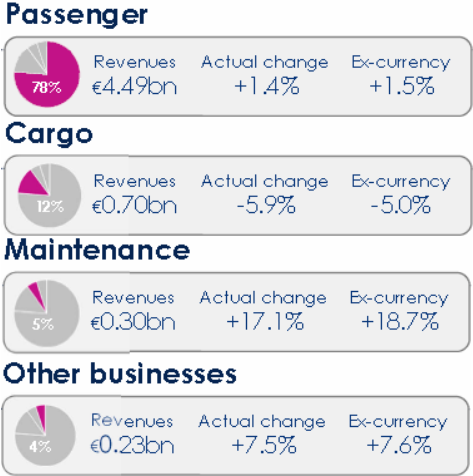 Passenger
Revenues Actual change Ex-currency
78% €4.49bn +1.4% +1.5%
Cargo
Revenues Actual change Ex-currency
12% €0.70bn -5.9% -5.0%
Maintenance
Revenues Actual change Ex-currency
5% €0.30bn +17.1% +18.7%
Other businesses
Revenues Actual change Ex-currency
4% €0.23bn +7.5% +7.6%